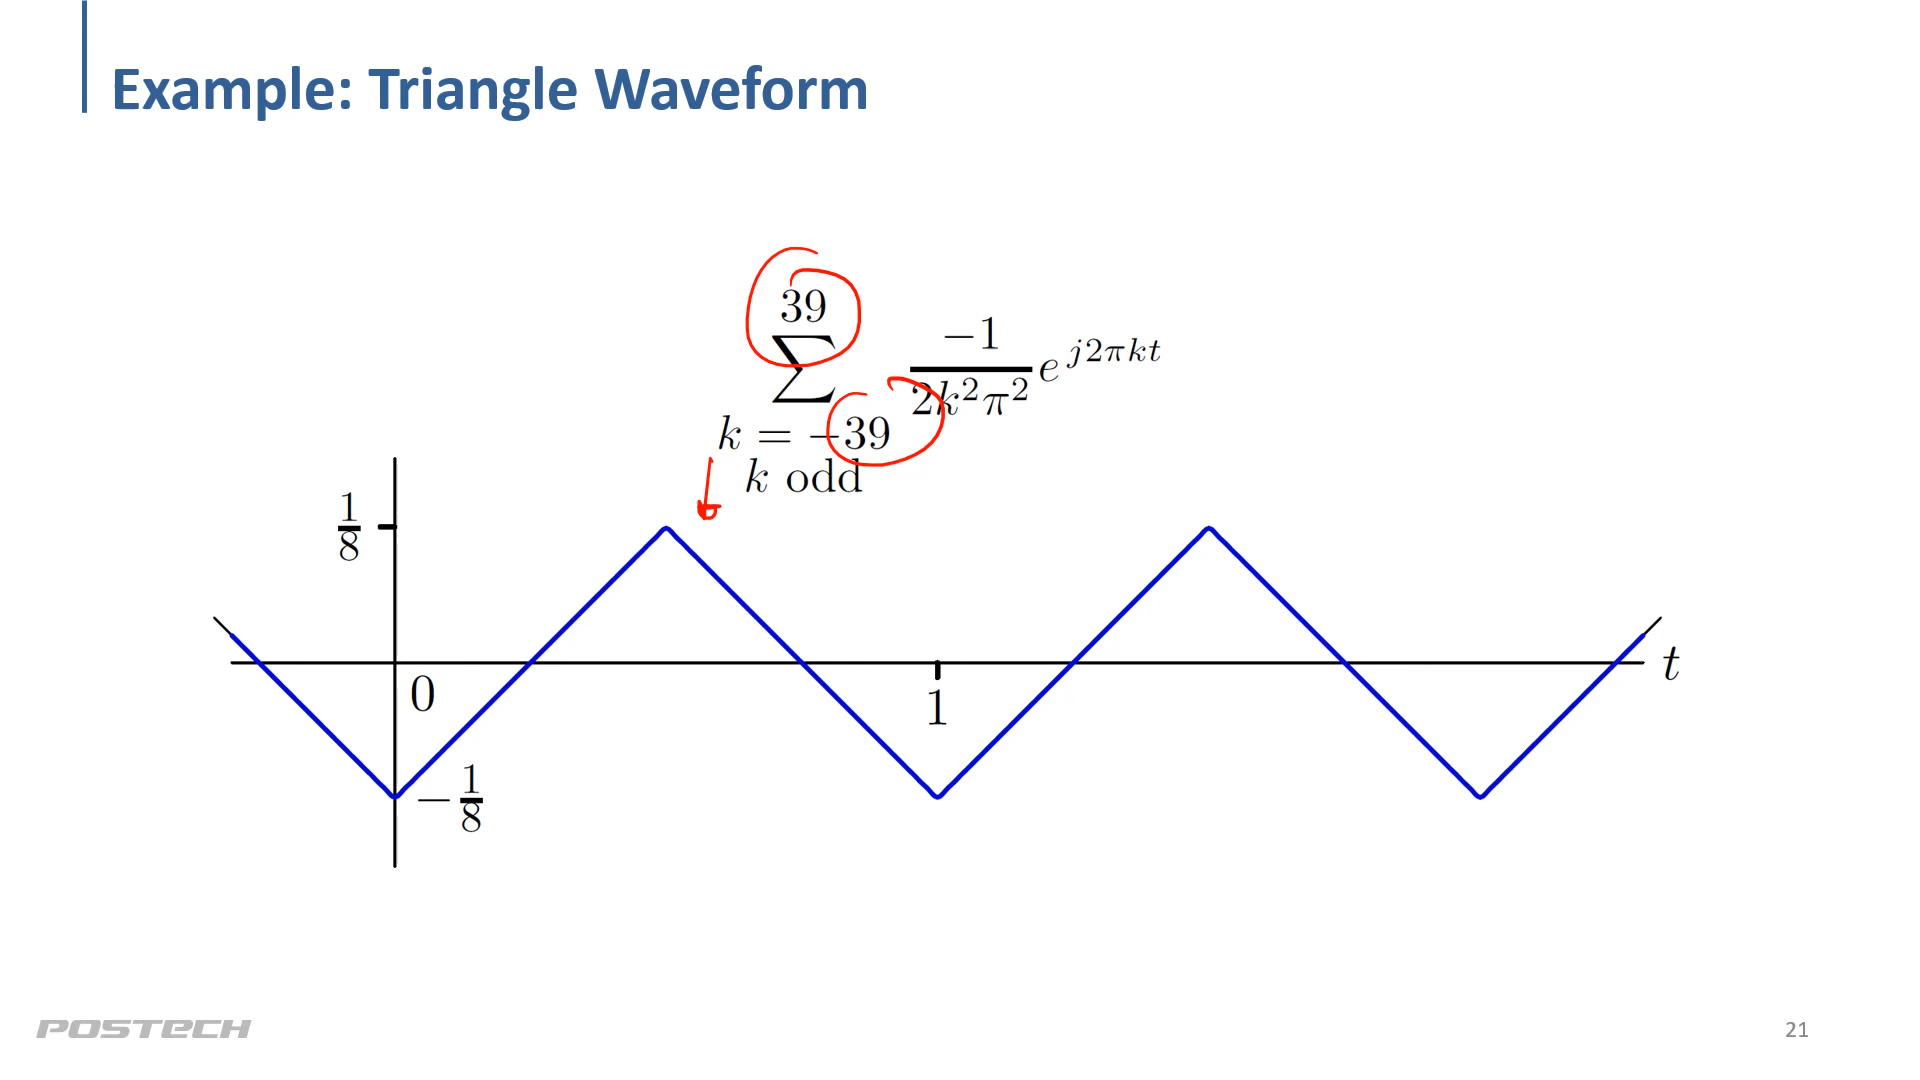 Example: Triangle Waveform
39
∑ −1/2k²π² e^{j2πkt}
k = −39
k odd
1/8
0
1
t
−1/8
POSTECH
21